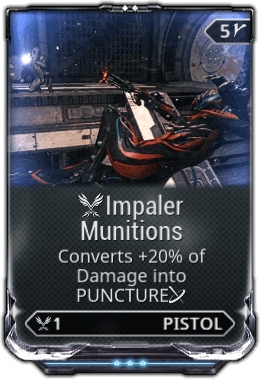 5
Impaler
Munitions
Converts +20% of
Damage into
PUNCTURE
1 PISTOL